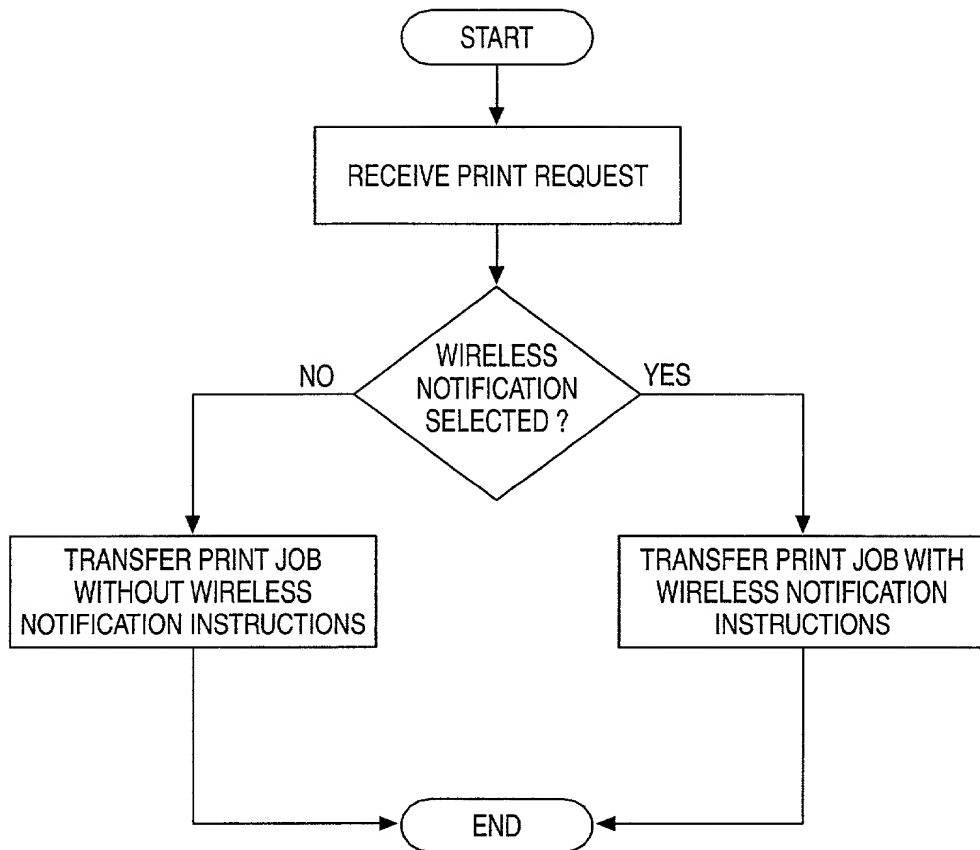 START
RECEIVE PRINT REQUEST
WIRELESS
NOTIFICATION
SELECTED ?
NO
YES
TRANSFER PRINT JOB
WITHOUT WIRELESS
NOTIFICATION INSTRUCTIONS
TRANSFER PRINT JOB WITH
WIRELESS NOTIFICATION
INSTRUCTIONS
END